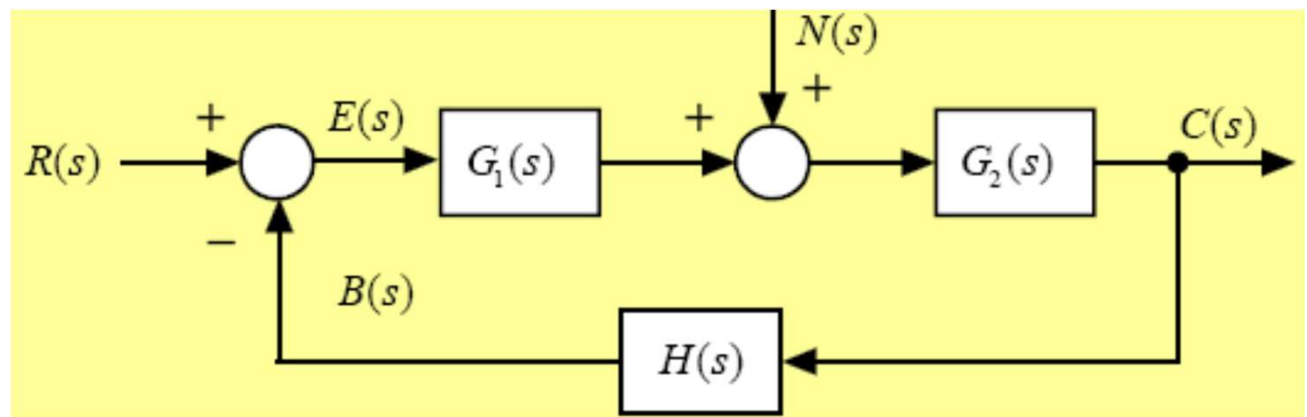 N(s)
+
+ E(s) + C(s)
R(s) G₁(s) G₂(s)
−
B(s)
H(s)